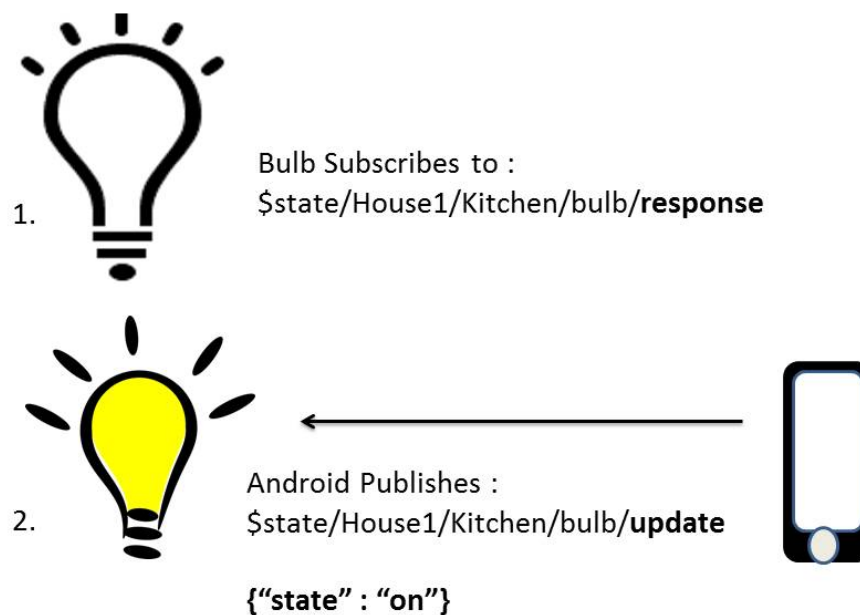 1.
Bulb Subscribes to :
$state/House1/Kitchen/bulb/response
2.
Android Publishes :
$state/House1/Kitchen/bulb/update
{“state” : “on”}